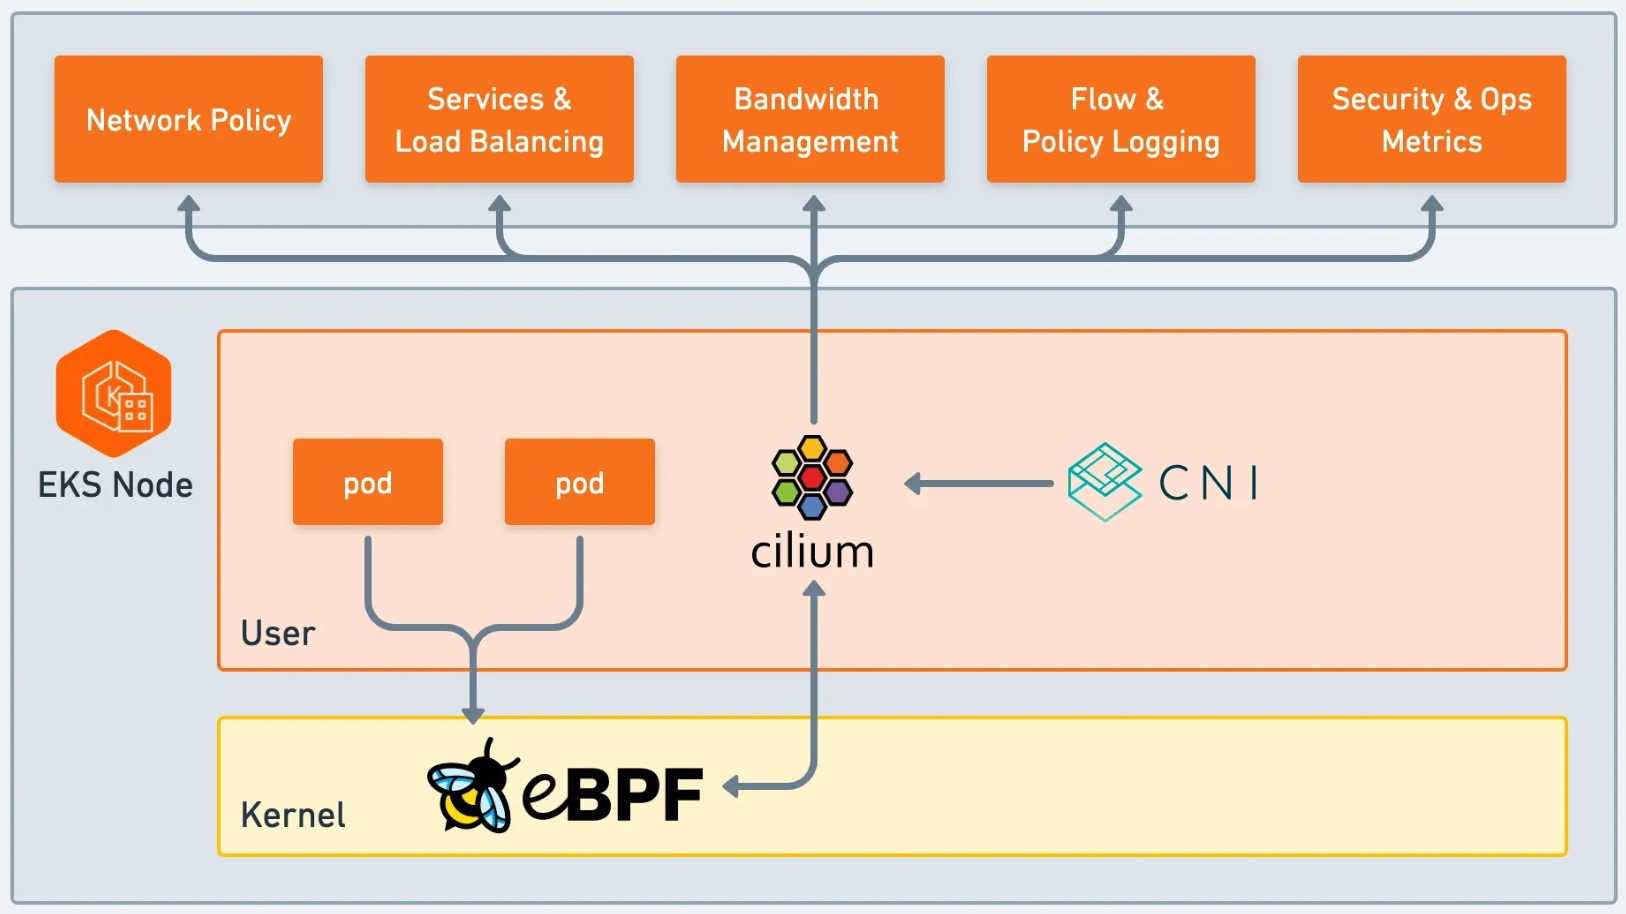 Network Policy
Services &
Load Balancing
Bandwidth
Management
Flow &
Policy Logging
Security & Ops
Metrics
K
EKS Node
pod
pod
cilium
CNI
User
Kernel
eBPF